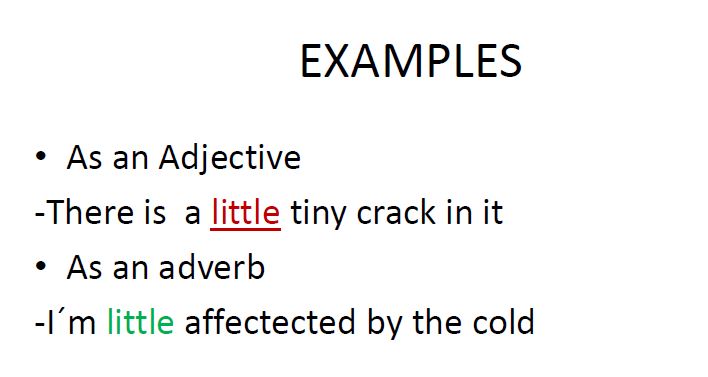 EXAMPLES
• As an Adjective
-There is  a little tiny crack in it
• As an adverb
-I´m little affectected by the cold